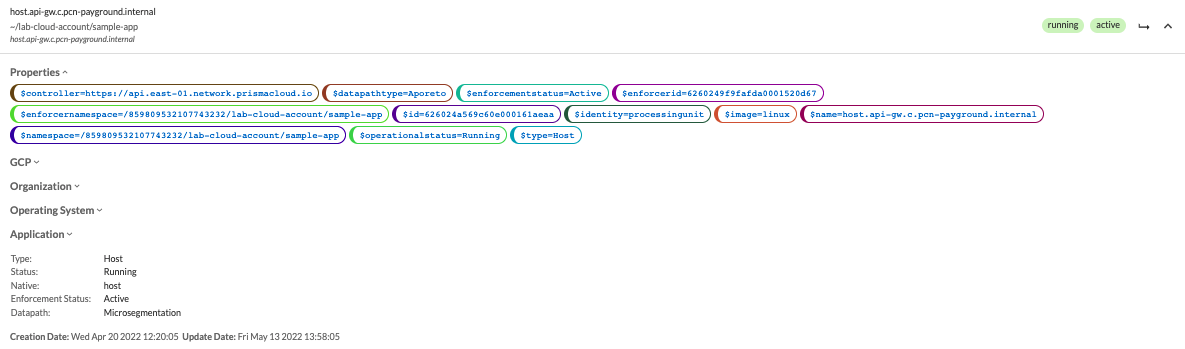 host.api-gw.c.pcn-payground.internal
~/lab-cloud-account/sample-app
host.api-gw.c.pcn-payground.internal
running active
Properties
$controller=https://api.east-01.network.prismacloud.io $datapathtype=Aporeto $enforcementstatus=Active $enforcerid=6260249f9fafda0001520d67
$enforcernamespace=/859809532107743232/lab-cloud-account/sample-app $id=626024a569c60e000161aeaa $identity=processingunit $image=linux $name=host.api-gw.c.pcn-payground.internal
$namespace=/859809532107743232/lab-cloud-account/sample-app $operationalstatus=Running $type=Host
GCP
Organization
Operating System
Application
Type: Host
Status: Running
Native: host
Enforcement Status: Active
Datapath: Microsegmentation
Creation Date: Wed Apr 20 2022 12:20:05 Update Date: Fri May 13 2022 13:58:05